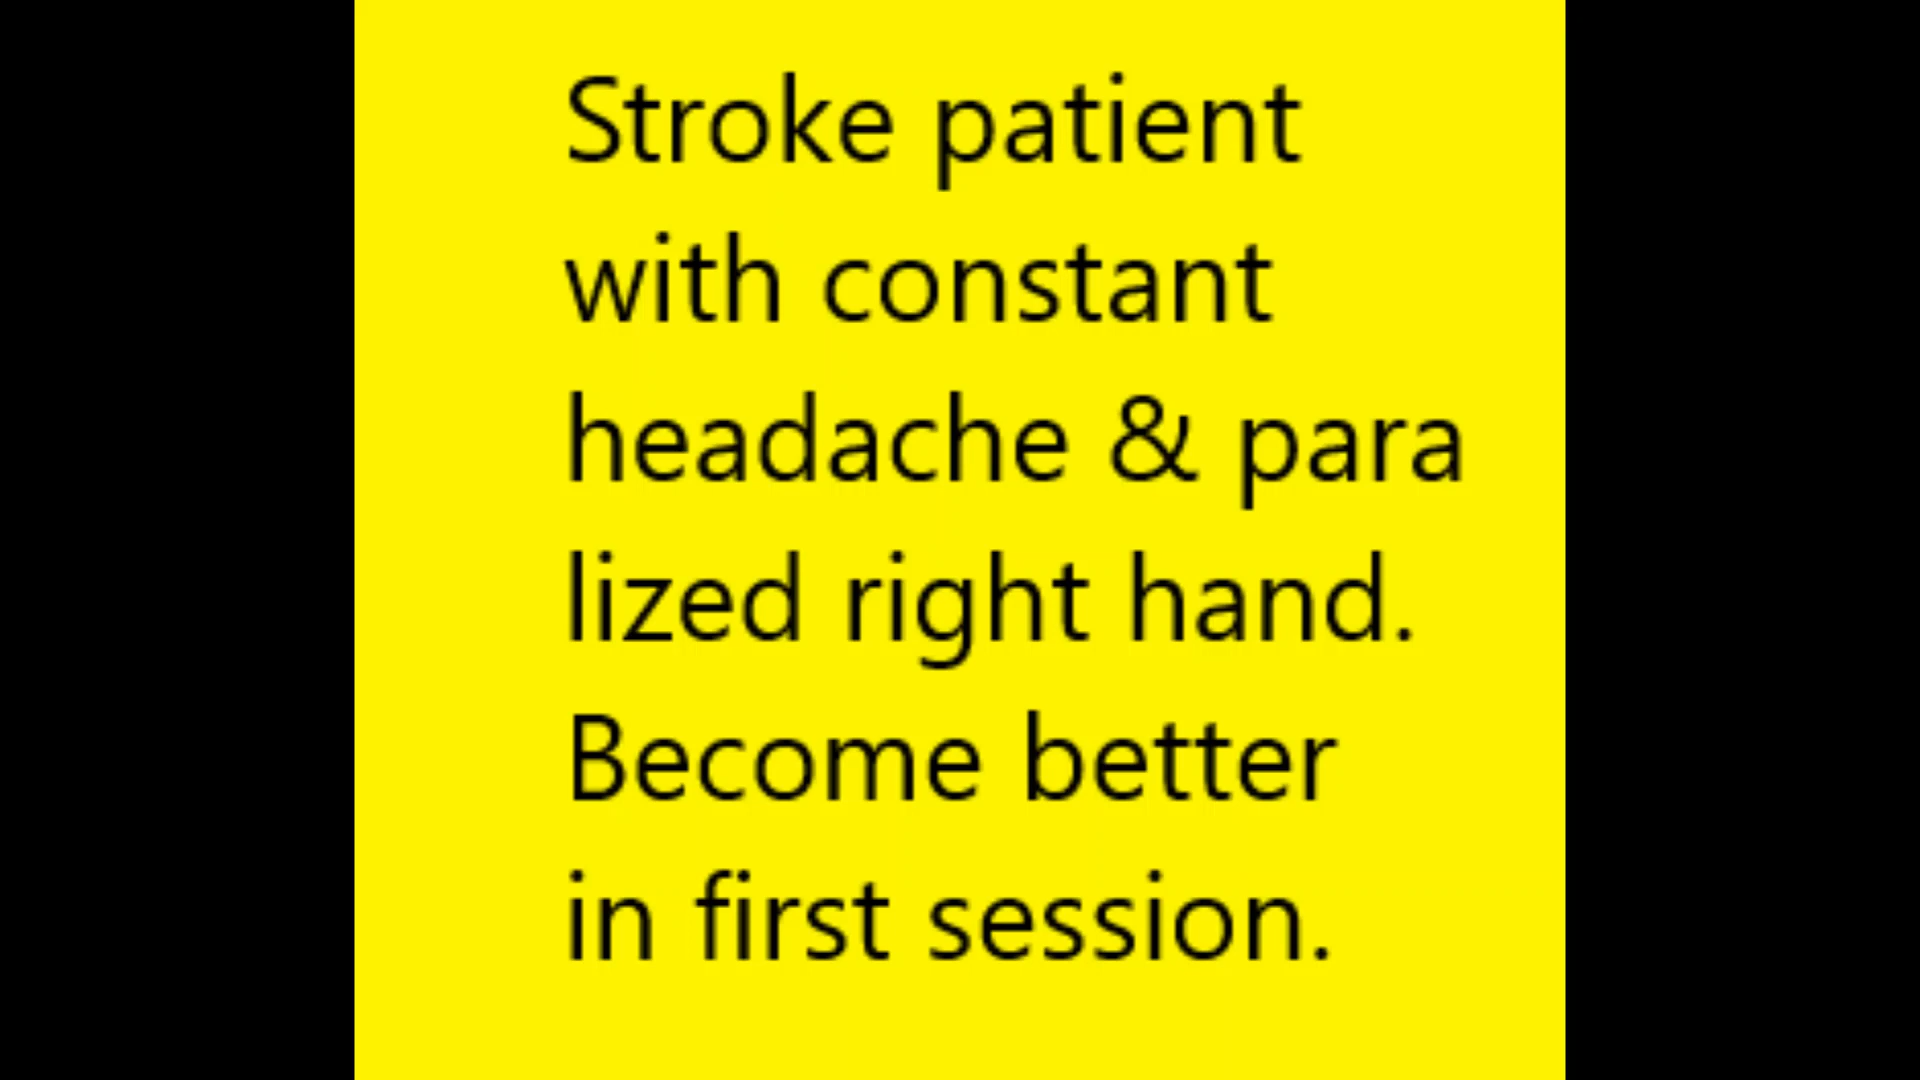 Stroke patient
with constant
headache & para
lized right hand.
Become better
in first session.